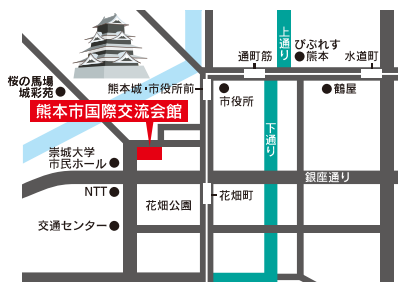 上通り
びぷれす
熊本
通町筋
水道町
桜の馬場
城彩苑
熊本城・市役所前
市役所
鶴屋
熊本市国際交流会館
下通り
崇城大学
市民ホール
銀座通り
NTT
花畑町
花畑公園
交通センター